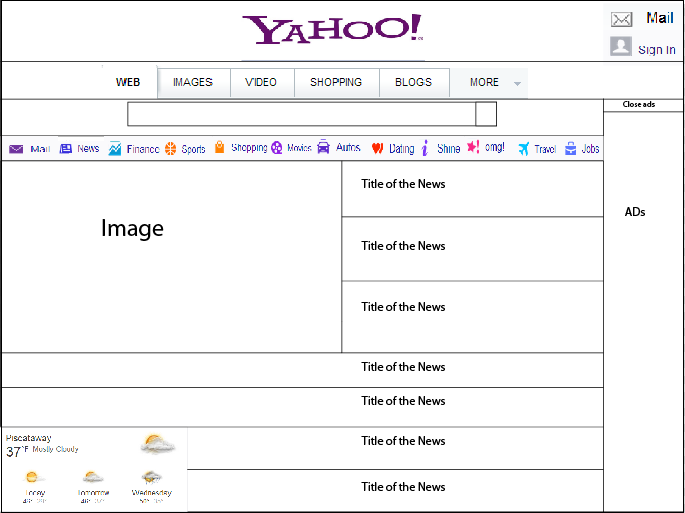 YAHOO!
Mail
Sign In
WEB IMAGES VIDEO SHOPPING BLOGS MORE
Close ads
Mail News Finance Sports Shopping Movies Autos Dating Shine omg! Travel Jobs
Title of the News
ADs
Image
Title of the News
Title of the News
Title of the News
Title of the News
Piscataway
37°F Mostly Cloudy
Title of the News
Today Tomorrow Wednesday
Title of the News